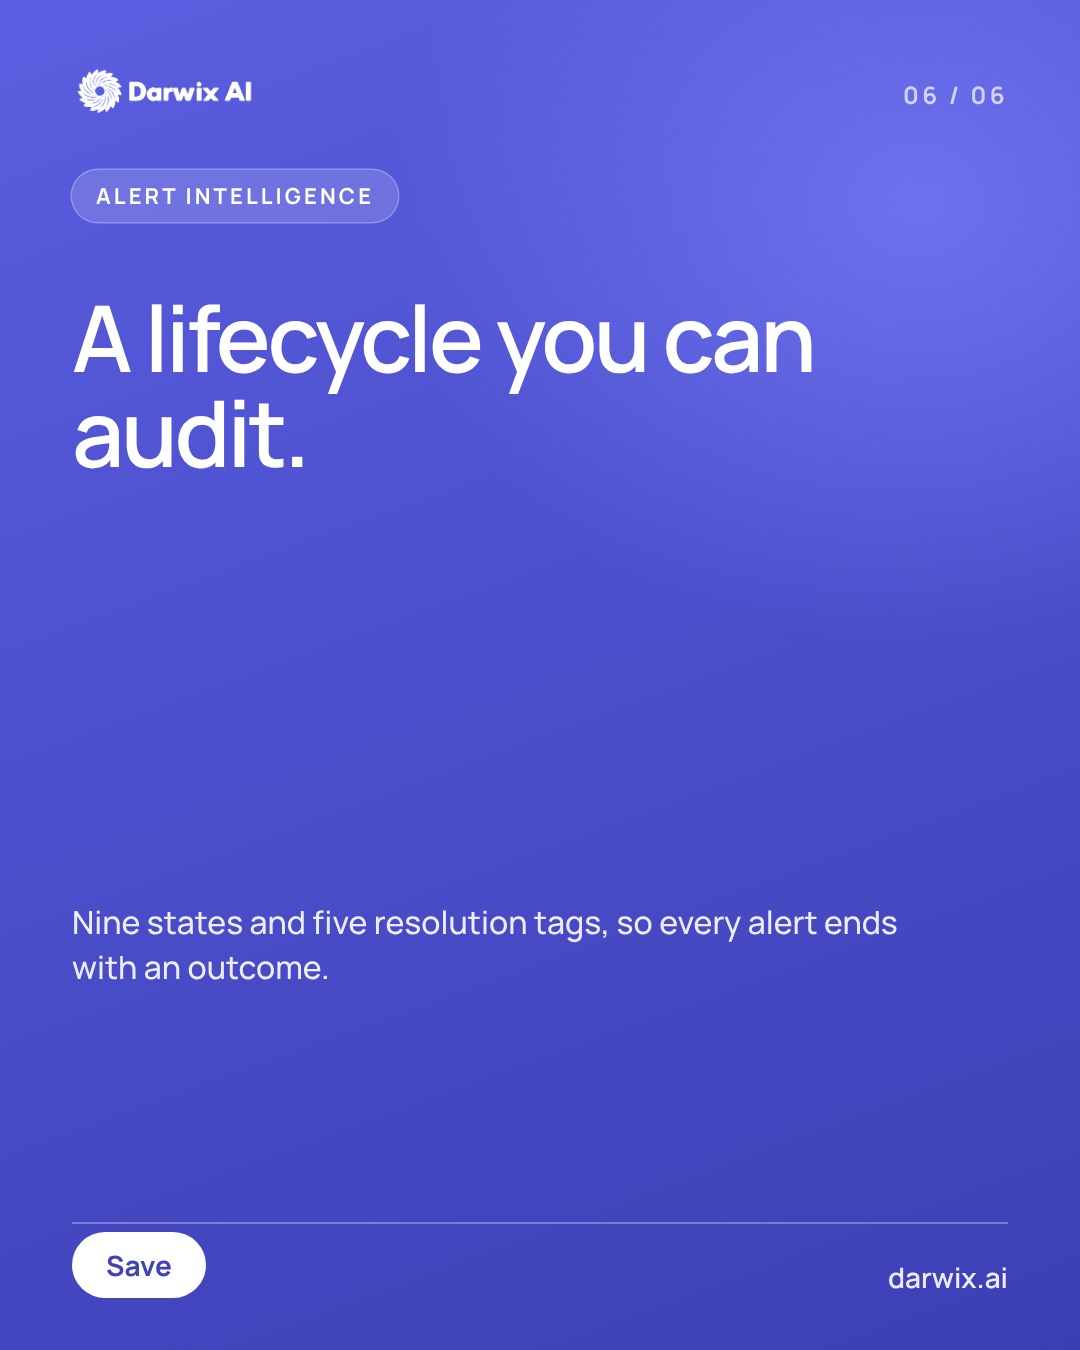 Darwix AI
06 / 06
ALERT INTELLIGENCE
A lifecycle you can
audit.
Nine states and five resolution tags, so every alert ends
with an outcome.
Save
darwix.ai